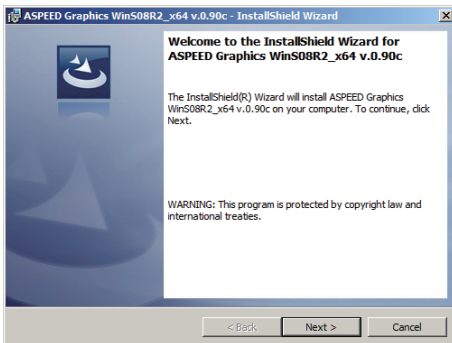 ASPEED Graphics WinS08R2_x64 v.0.90c - InstallShield Wizard
Welcome to the InstallShield Wizard for
ASPEED Graphics WinS08R2_x64 v.0.90c
The InstallShield(R) Wizard will install ASPEED Graphics
WinS08R2_x64 v.0.90c on your computer. To continue, click
Next.
WARNING: This program is protected by copyright law and
international treaties.
< Back
Next >
Cancel